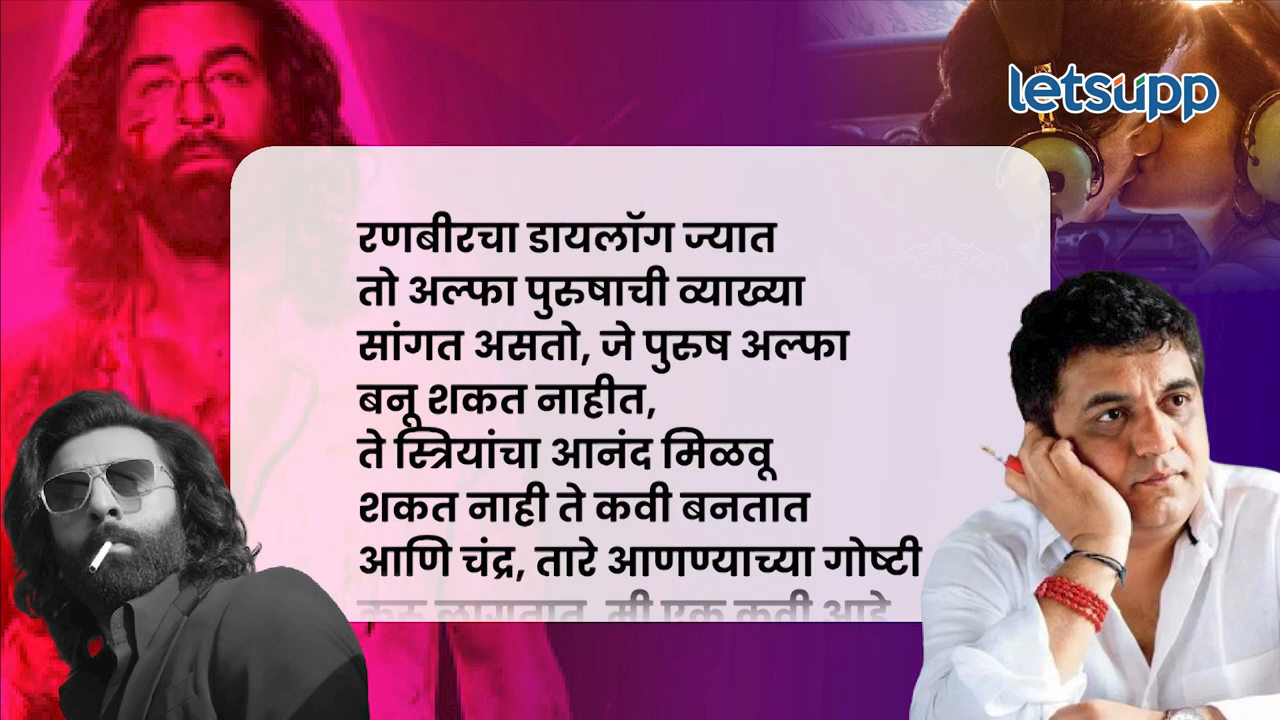 letsupp
रणबीरचा डायलॉग ज्यात
तो अल्फा पुरुषाची व्याख्या
सांगत असतो, जे पुरुष अल्फा
बनू शकत नाहीत,
ते स्त्रियांचा आनंद मिळवू
शकत नाही ते कवी बनतात
आणि चंद्र, तारे आणण्याच्या गोष्टी